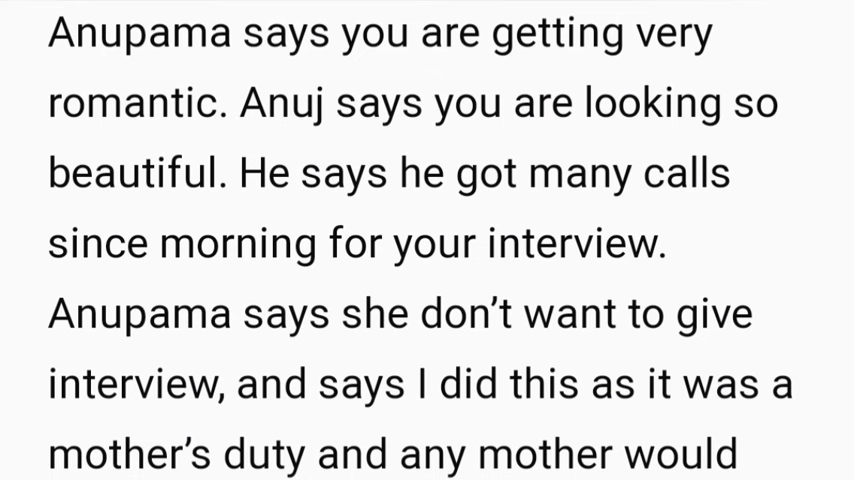 Anupama says you are getting very
romantic. Anuj says you are looking so
beautiful. He says he got many calls
since morning for your interview.
Anupama says she don’t want to give
interview, and says I did this as it was a
mother’s duty and any mother would